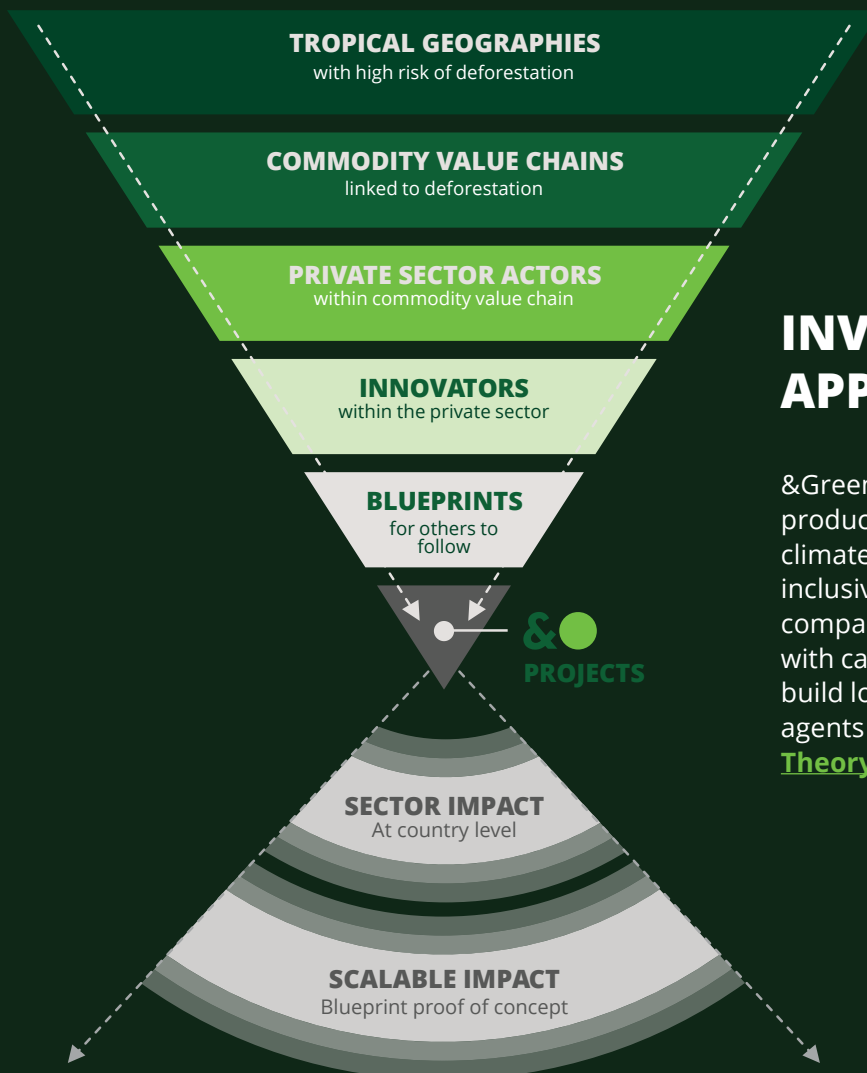 TROPICAL GEOGRAPHIES
with high risk of deforestation
COMMODITY VALUE CHAINS
linked to deforestation
PRIVATE SECTOR ACTORS
within commodity value chain
INNOVATORS
within the private sector
BLUEPRINTS
for others to
follow
&
PROJECTS
SECTOR IMPACT
At country level
SCALABLE IMPACT
Blueprint proof of concept
INV
APP
&Green
produc
climate
inclusiv
compa
with ca
build lo
agents
Theory